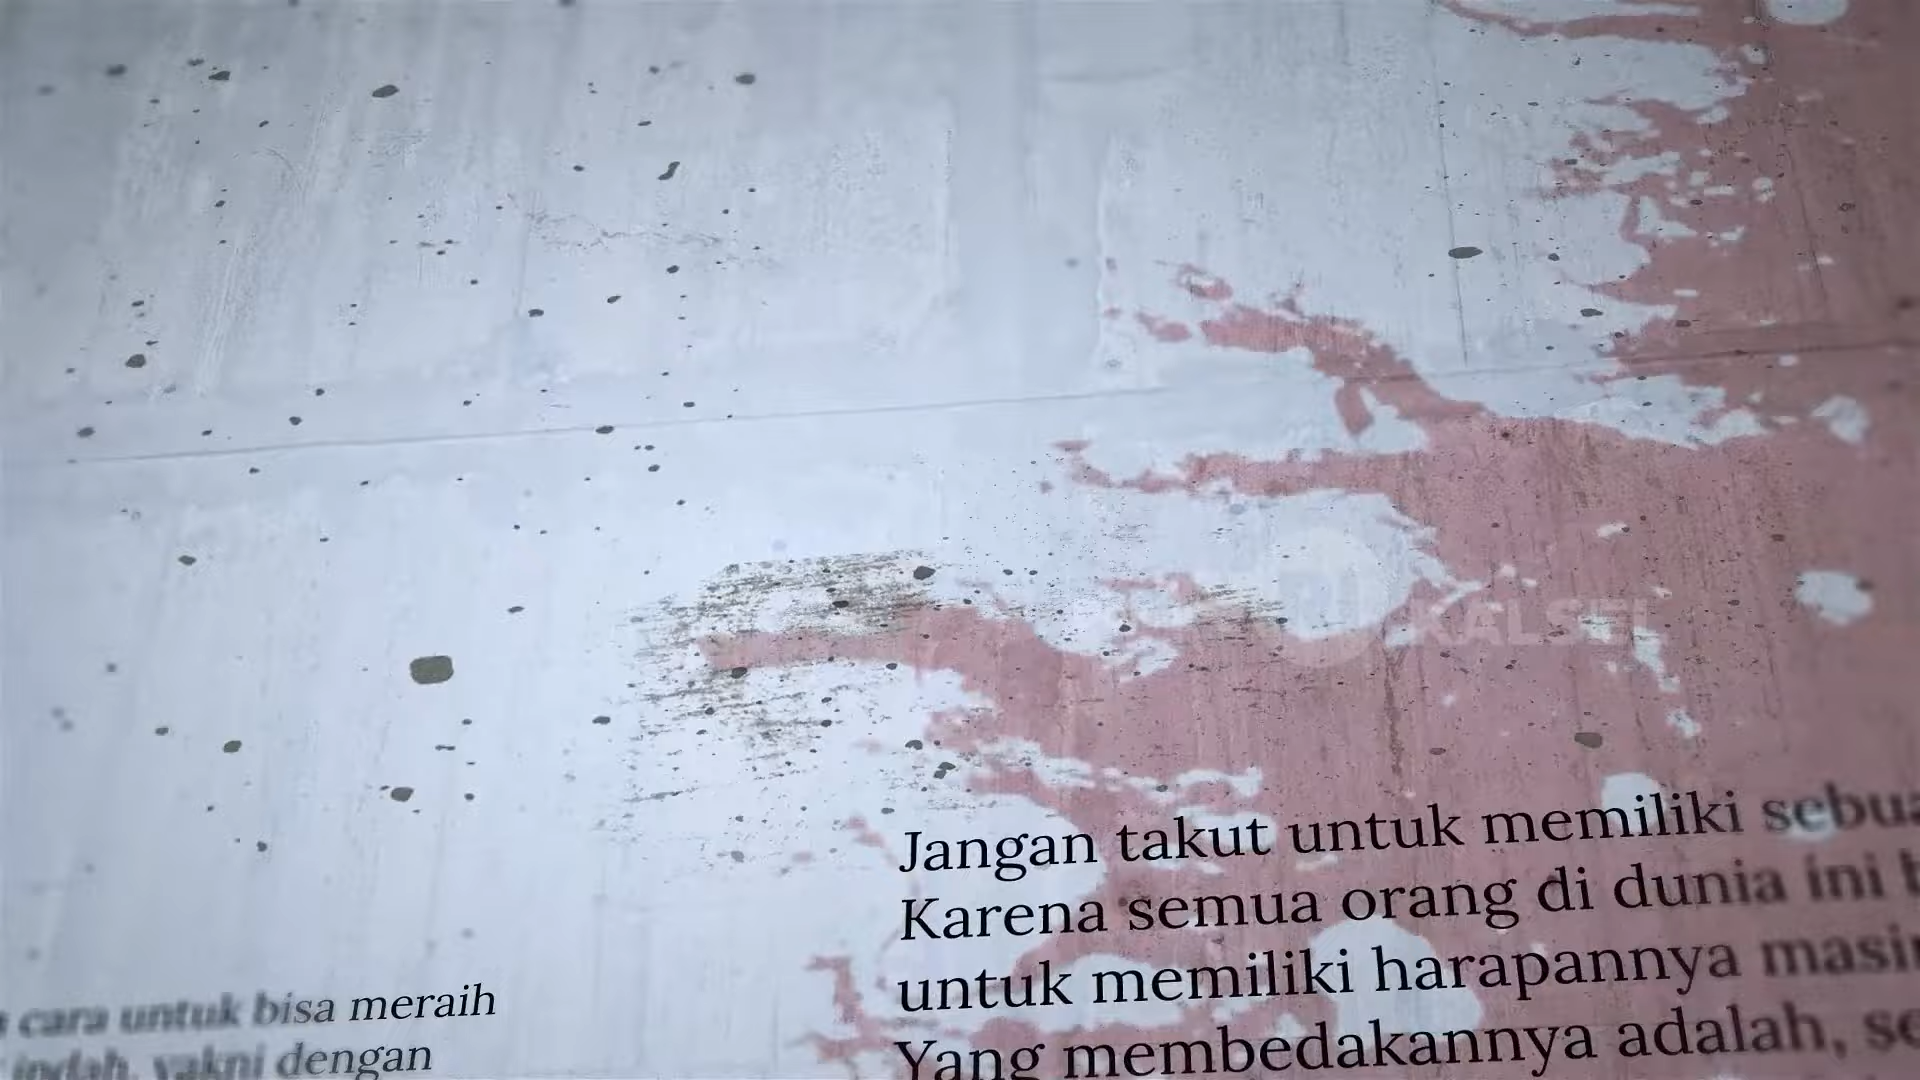 KALSEL
cara untuk bisa meraih
indah, yakni dengan
Jangan takut untuk memiliki
Karena semua orang di dunia ini
untuk memiliki harapannya
Yang membedakannya adalah,